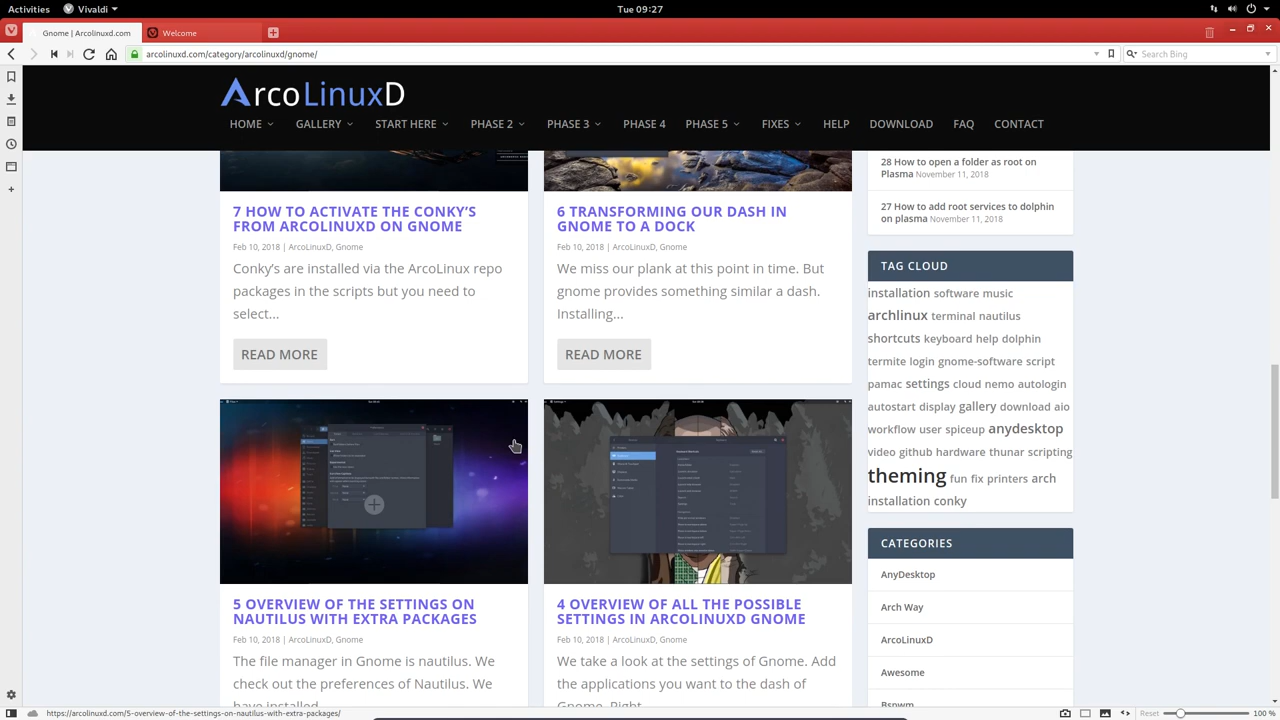 Activities
Vivaldi
Tue 09:27
Gnome | Arcolinuxd.com
Welcome
arcolinuxd.com/category/arcolinuxd/gnome/
Search Bing
ArcoLinuxD
HOME GALLERY START HERE PHASE 2 PHASE 3 PHASE 4 PHASE 5 FIXES HELP DOWNLOAD FAQ CONTACT
7 HOW TO ACTIVATE THE CONKY'S
FROM ARCOLINUXD ON GNOME
Feb 10, 2018 | ArcoLinuxD, Gnome
Conky's are installed via the ArcoLinux repo
packages in the scripts but you need to
select...
READ MORE
6 TRANSFORMING OUR DASH IN
GNOME TO A DOCK
Feb 10, 2018 | ArcoLinuxD, Gnome
We miss our plank at this point in time. But
gnome provides something similar a dash.
Installing...
READ MORE
5 OVERVIEW OF THE SETTINGS ON
NAUTILUS WITH EXTRA PACKAGES
Feb 10, 2018 | ArcoLinuxD, Gnome
The file manager in Gnome is nautilus. We
check out the preferences of Nautilus. We
have installed
4 OVERVIEW OF ALL THE POSSIBLE
SETTINGS IN ARCOLINUXD GNOME
Feb 10, 2018 | ArcoLinuxD, Gnome
We take a look at the settings of Gnome. Add
the applications you want to the dash of
Gnome. Right
28 How to open a folder as root on
Plasma November 11, 2018
27 How to add root services to dolphin
on plasma November 11, 2018
TAG CLOUD
installation software music
archlinux terminal nautilus
shortcuts keyboard help dolphin
termite login gnome-software script
pamac settings cloud nemo autologin
autostart display gallery download aio
workflow user spiceup anydesktop
video github hardware thunar scripting
theming fun fix printers arch
installation conky
CATEGORIES
AnyDesktop
Arch Way
ArcoLinuxD
Awesome
Bspwm
https://arcolinuxd.com/5-overview-of-the-settings-on-nautilus-with-extra-packages/
Reset
100 %